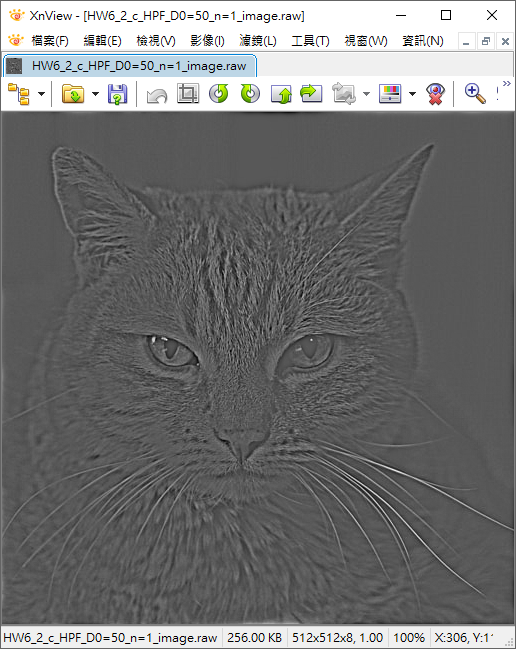 XnView - [HW6_2_c_HPF_D0=50_n=1_image.raw]
檔案(F) 編輯(E) 檢視(V) 影像(I) 濾鏡(L) 工具(T) 視窗(W) 資訊(N)
HW6_2_c_HPF_D0=50_n=1_image.raw
HW6_2_c_HPF_D0=50_n=1_image.raw 256.00 KB 512x512x8, 1.00 100% X:306, Y:1